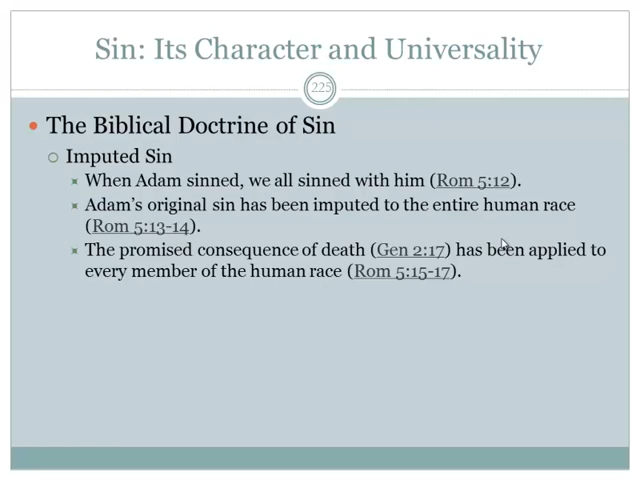 Sin: Its Character and Universality
225
The Biblical Doctrine of Sin
Imputed Sin
When Adam sinned, we all sinned with him (Rom 5:12).
Adam's original sin has been imputed to the entire human race
(Rom 5:13-14).
The promised consequence of death (Gen 2:17) has been applied to
every member of the human race (Rom 5:15-17).